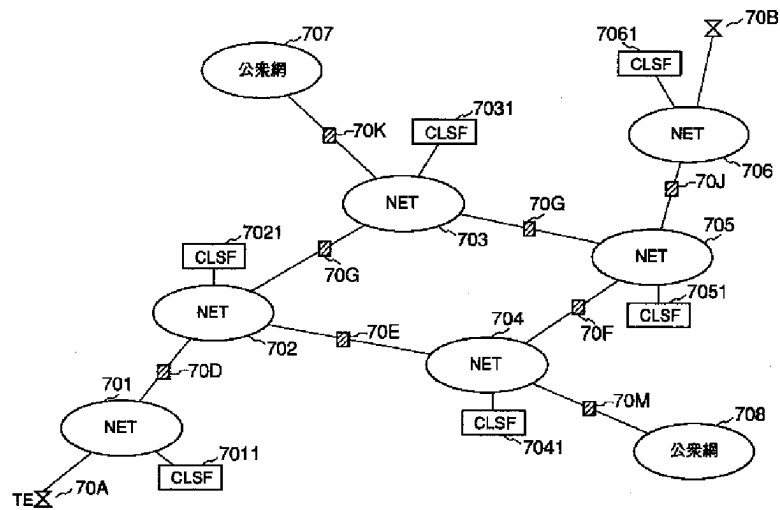 707
公衆網
7061
70B
CLSF
70K
7031
CLSF
NET
706
NET
703
70G
70J
705
7021
CLSF
70G
NET
7051
CLSF
NET
702
70E
704
70F
NET
70D
701
NET
70M
708
CLSF
7041
公衆網
7011
CLSF
TE
70A